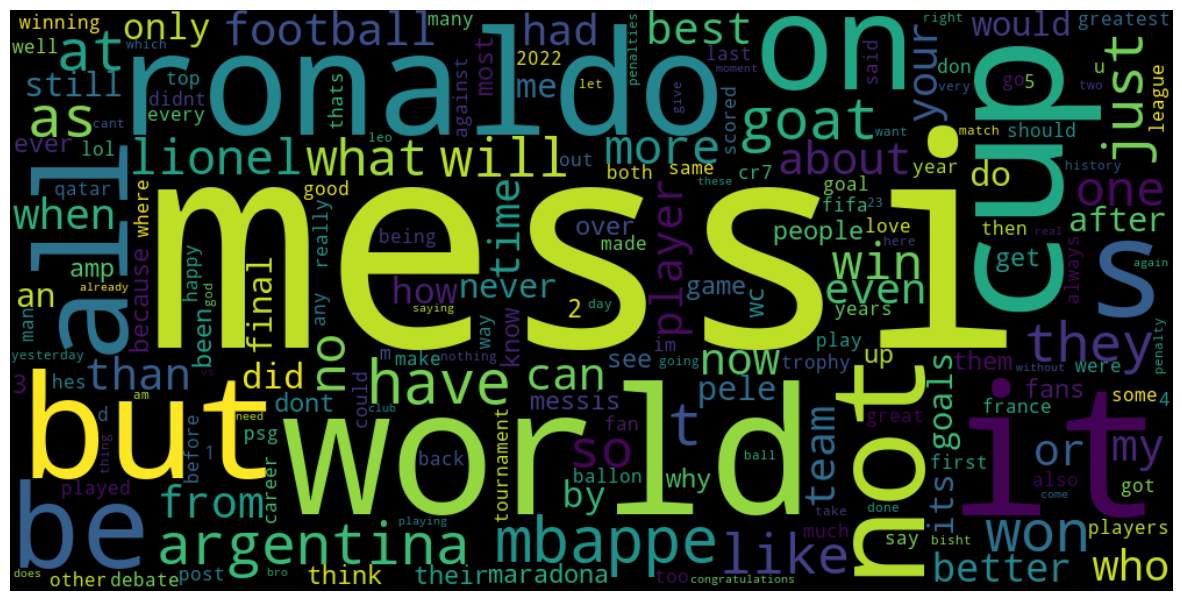 winning
only
football
many
had
best
on
would
right
greatest
well
at
ronaldo
which
most
2022
me
let
penalties
last
moment
said
your
don
u
cup
just
league
still
top
didnt
every
thats
against
give
very
go
5
two
as
cant
goat
want
match
should
ever
lol
lionel
leo
what
will
more
scored
out
both
same
these
cr7
about
year
do
history
one
all
qatar
where
good
messi
time
player
over
made
people
goal
fifa
23
love
here
then
real
when
because
happy
really
being
win
get
always
after
s
amp
been
god
final
any
how
never
know
saying
2
way
day
im
game
wc
even
years
again
an
man
already
they
yesterday
hes
than
did
no
m
make
nothing
have
can
see
going
now
trophy
play
up
them
without
were
penalty
3
but
vs
am
dont
could
club
messis
t
pele
not
great
goals
fans
france
it
some
4
d
1
before
psg
need
world
fan
so
team
its
first
or
also
my
thing
played
career
back
tournament
ballon
why
ball
come
got
be
from
by
take
done
say
bisht
won
players
playing
argentina
mbappe
like
much
better
who
does
other
debate
post
bro
think
their
maradona
too
congratulations